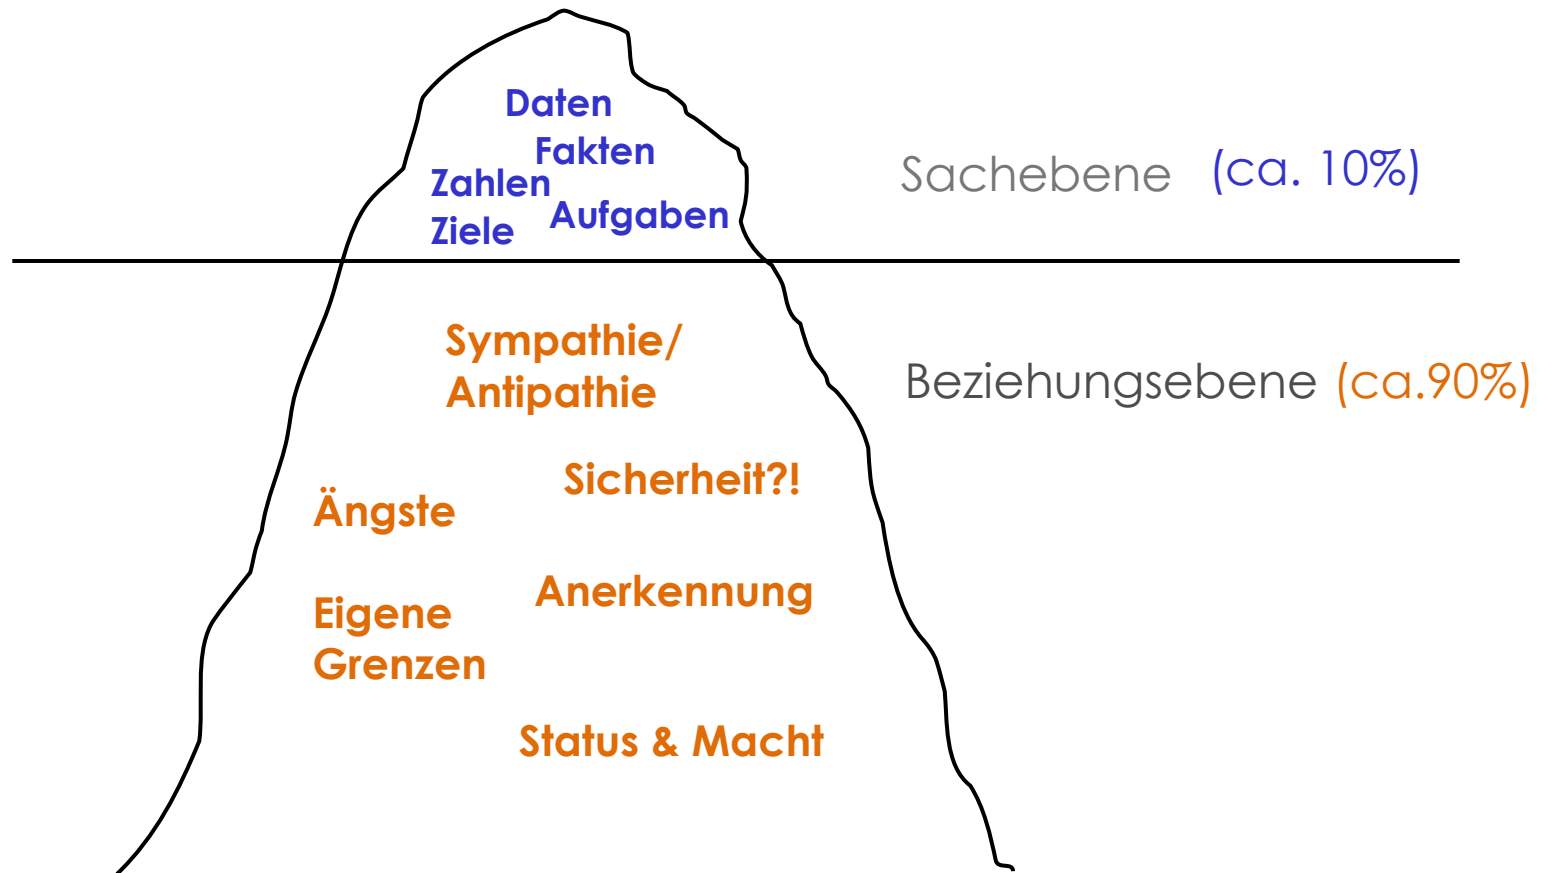 Daten
Fakten
Zahlen
Aufgaben
Ziele
Sachebene (ca. 10%)
Sympathie/
Antipathie
Beziehungsebene (ca.90%)
Sicherheit?!
Ängste
Anerkennung
Eigene
Grenzen
Status & Macht